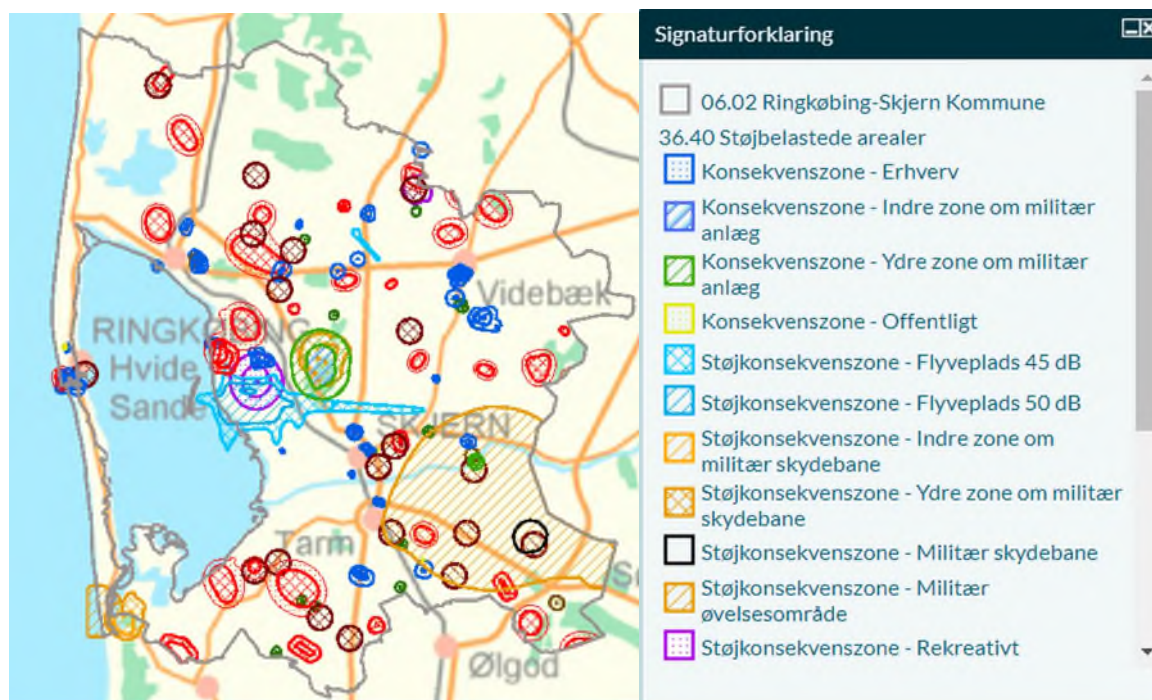 RINGKØBING
Hvide
Sande
Videbæk
SKJERN
Tarm
Ølgod
Signaturforklaring
06.02 Ringkøbing-Skjern Kommune
36.40 Støjbelastede arealer
Konsekvenszone - Erhverv
Konsekvenszone - Indre zone om militær
anlæg
Konsekvenszone - Ydre zone om militær
anlæg
Konsekvenszone - Offentligt
Støjkonsekvenszone - Flyveplads 45 dB
Støjkonsekvenszone - Flyveplads 50 dB
Støjkonsekvenszone - Indre zone om
militær skydebane
Støjkonsekvenszone - Ydre zone om militær
skydebane
Støjkonsekvenszone - Militær skydebane
Støjkonsekvenszone - Militær
øvelsesområde
Støjkonsekvenszone - Rekreativt